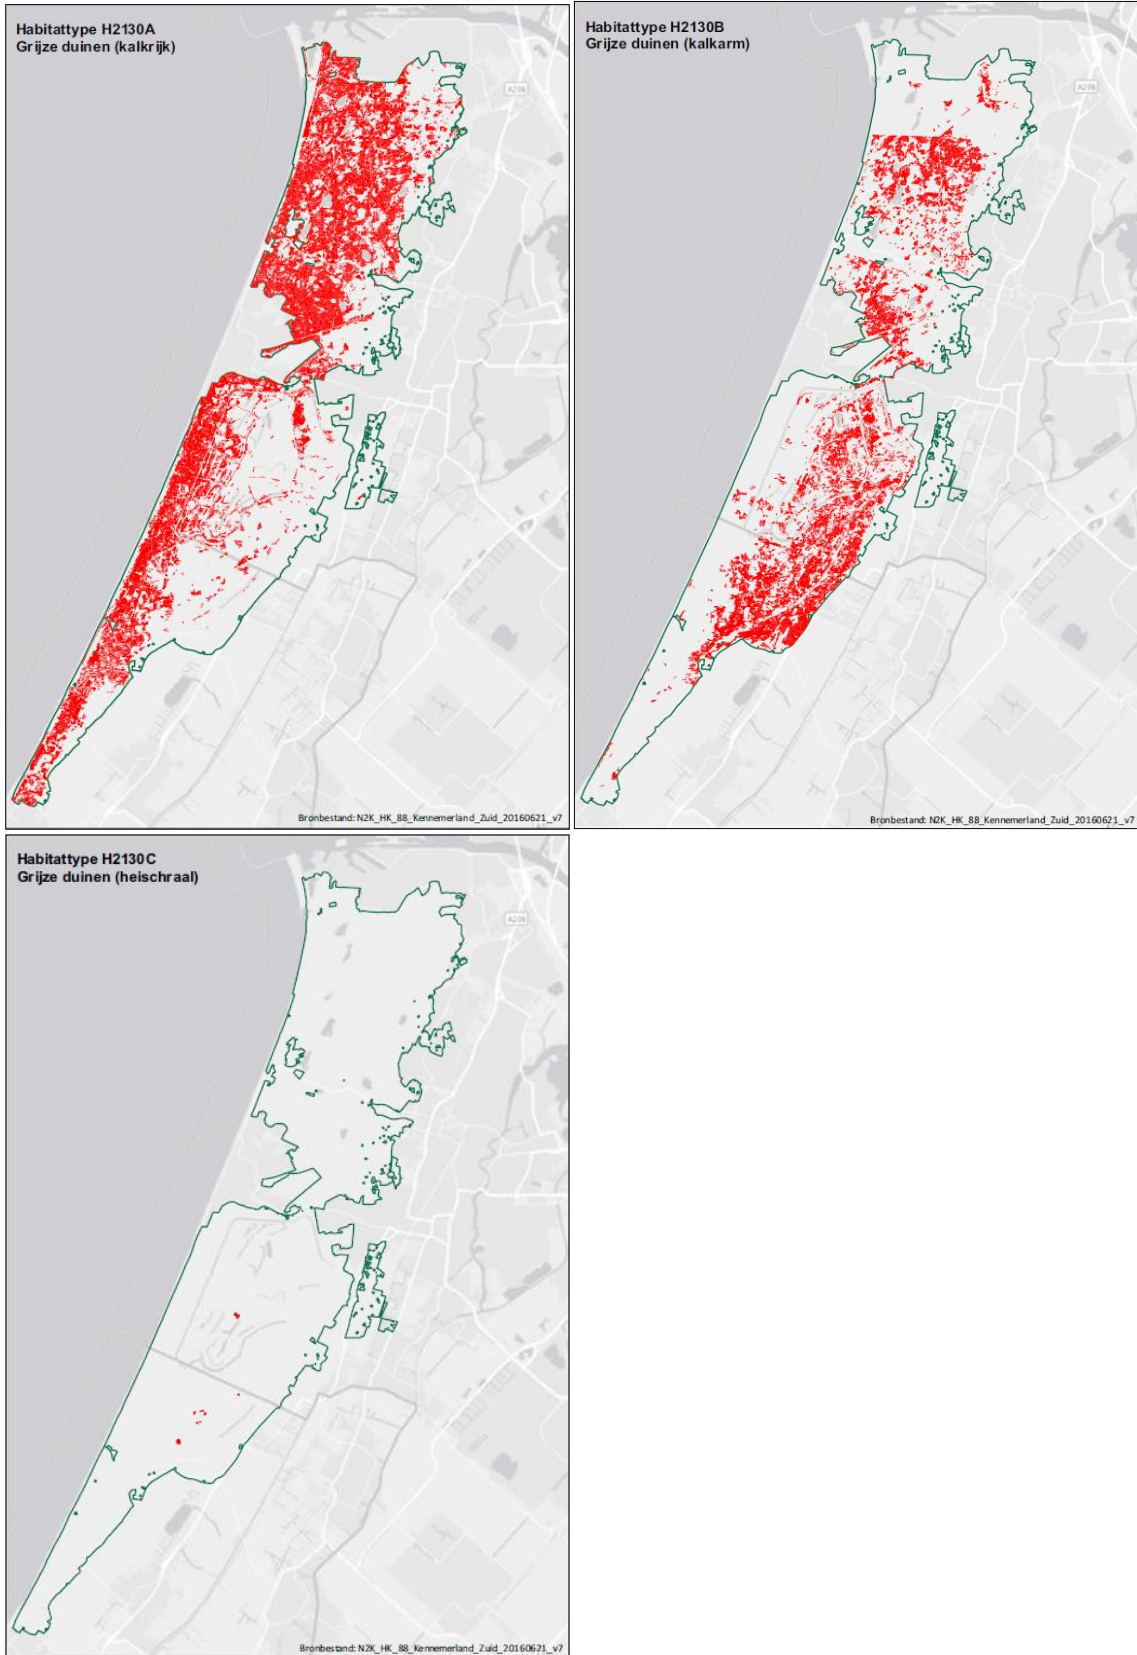 Habitattype H2130A
Grijze duinen (kalkrijk)
A208
Bronbestand: N2K_HK_88_Kennemerland_Zuid_20160621_v7
Habitattype H2130B
Grijze duinen (kalkarm)
A208
Bronbestand: N2K_HK_88_Kennemerland_Zuid_20160621_v7
Habitattype H2130C
Grijze duinen (heischraal)
A208
Bronbestand: N2K_HK_88_Kennemerland_Zuid_20160621_v7